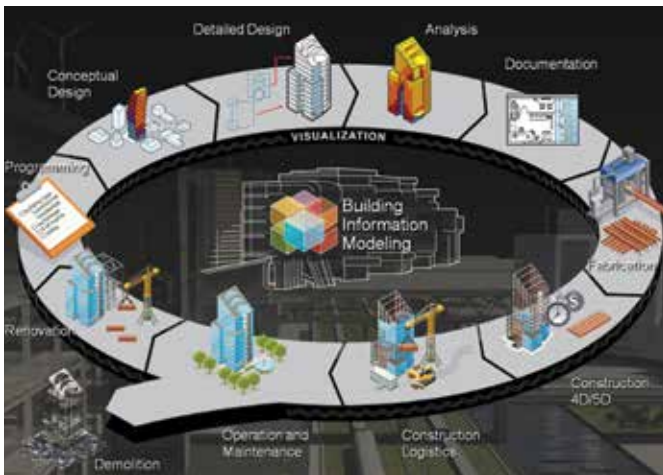 Detailed Design
Analysis
Conceptual
Design
Documentation
VISUALIZATION
Programming
Building
Information
Modeling
Fabrication
Renovation
Construction
4D/5D
Operation and
Maintenance
Construction
Logistics
Demolition